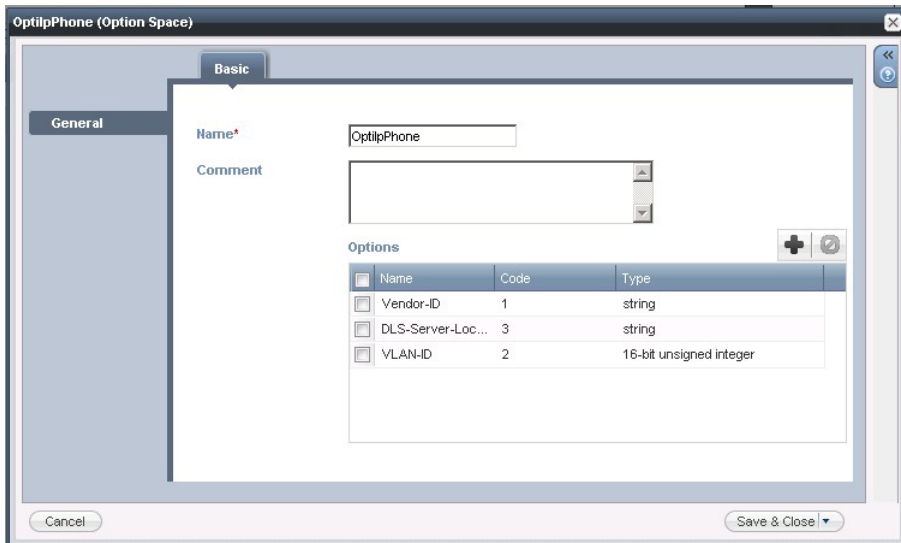 OptiIpPhone (Option Space)
Basic
General
Name*
OptiIpPhone
Comment
Options
Name Code Type
Vendor-ID 1 string
DLS-Server-Loc... 3 string
VLAN-ID 2 16-bit unsigned integer
Cancel
Save & Close